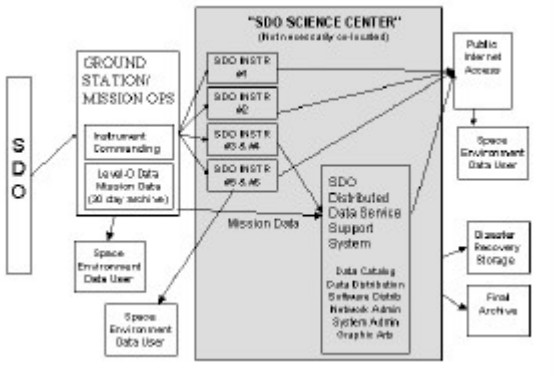 "SDO SCIENCE CENTER"
(Not necessarily co-located)
SDO
GROUND
STATION/
MISSION OPS
Instrument
Commanding
Level-0 Data
Mission Data
(30 day archive)
Space
Environment
Data User
SDO INSTR
#1
SDO INSTR
#2
SDO INSTR
#3 & #4
SDO INSTR
#5 & #6
Mission Data
Space
Environment
Data User
SDO
Distributed
Data Service
Support
System
Data Catalog
Data Distribution
Software Distrib
Network Admin
System Admin
Graphic Arts
Public
Internet
Access
Space
Environment
Data User
Disaster
Recovery
Storage
Final
Archive